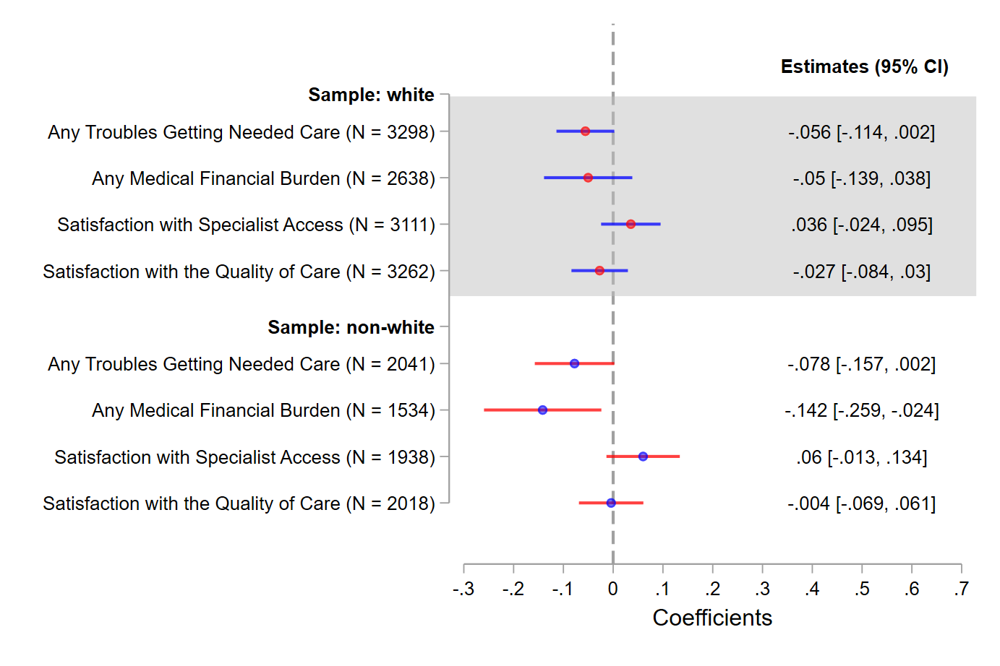 Estimates (95% CI)
Sample: white
Any Troubles Getting Needed Care (N = 3298) -.056 [-.114, .002]
Any Medical Financial Burden (N = 2638) -.05 [-.139, .038]
Satisfaction with Specialist Access (N = 3111) .036 [-.024, .095]
Satisfaction with the Quality of Care (N = 3262) -.027 [-.084, .03]
Sample: non-white
Any Troubles Getting Needed Care (N = 2041) -.078 [-.157, .002]
Any Medical Financial Burden (N = 1534) -.142 [-.259, -.024]
Satisfaction with Specialist Access (N = 1938) .06 [-.013, .134]
Satisfaction with the Quality of Care (N = 2018) -.004 [-.069, .061]
-.3 -.2 -.1 0 .1 .2 .3 .4 .5 .6 .7
Coefficients